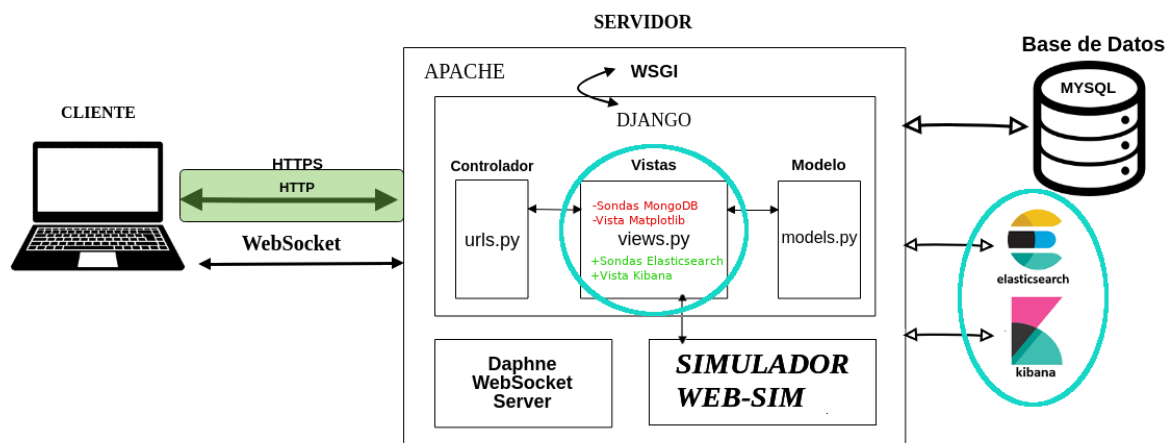 SERVIDOR
Base de Datos
APACHE
WSGI
MYSQL
CLIENTE
DJANGO
HTTPS
HTTP
Controlador
Vistas
Modelo
-Sondas MongoDB
-Vista Matplotlib
urls.py
views.py
models.py
WebSocket
+Sondas Elasticsearch
+Vista Kibana
elasticsearch
kibana
Daphne
WebSocket
Server
SIMULADOR
WEB-SIM